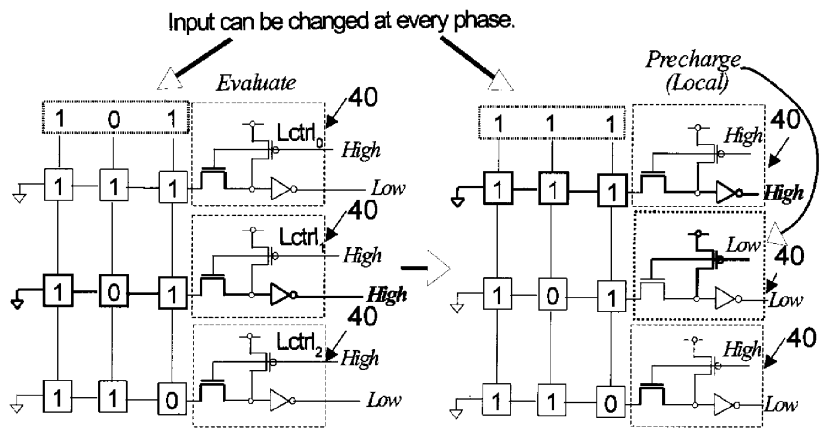 Input can be changed at every phase.
Evaluate
Precharge
(Local)
40
40
1 0 1
Lctrl0
High
1 1 1
High
1 1 1
Low
1 1 1
High
40
40
Lctrl
High
Low
1 0 1
High
1 0 1
Low
40
40
Lctrl2
High
High
1 1 0
Low
1 1 0
Low